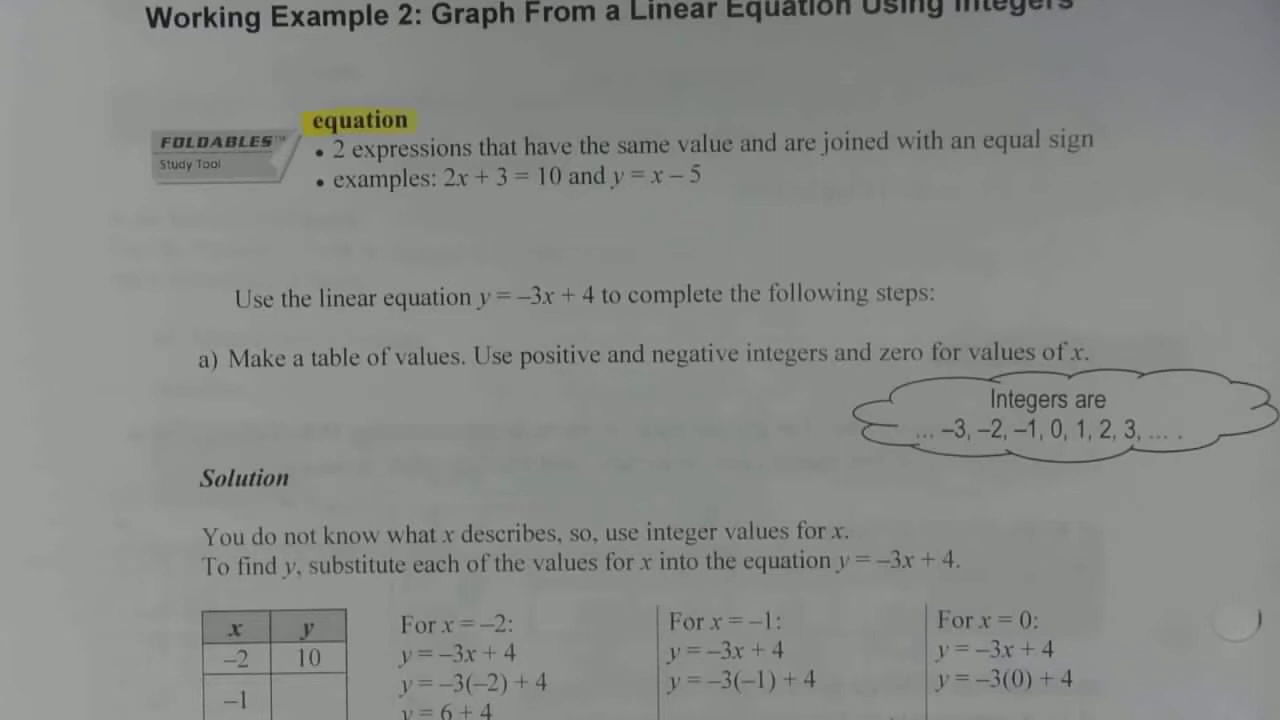 Working Example 2: Graph From a Linear Equation Using Integers
equation
FOLDABLES™
Study Tool
• 2 expressions that have the same value and are joined with an equal sign
• examples: 2x + 3 = 10 and y = x – 5
Use the linear equation y = –3x + 4 to complete the following steps:
a) Make a table of values. Use positive and negative integers and zero for values of x.
Integers are
... –3, –2, –1, 0, 1, 2, 3, ... .
Solution
You do not know what x describes, so, use integer values for x.
To find y, substitute each of the values for x into the equation y = –3x + 4.
x y For x = –2: For x = –1: For x = 0:
–2 10 y = –3x + 4 y = –3x + 4 y = –3x + 4
–1 y = –3(–2) + 4 y = –3(–1) + 4 y = –3(0) + 4
y = 6 + 4